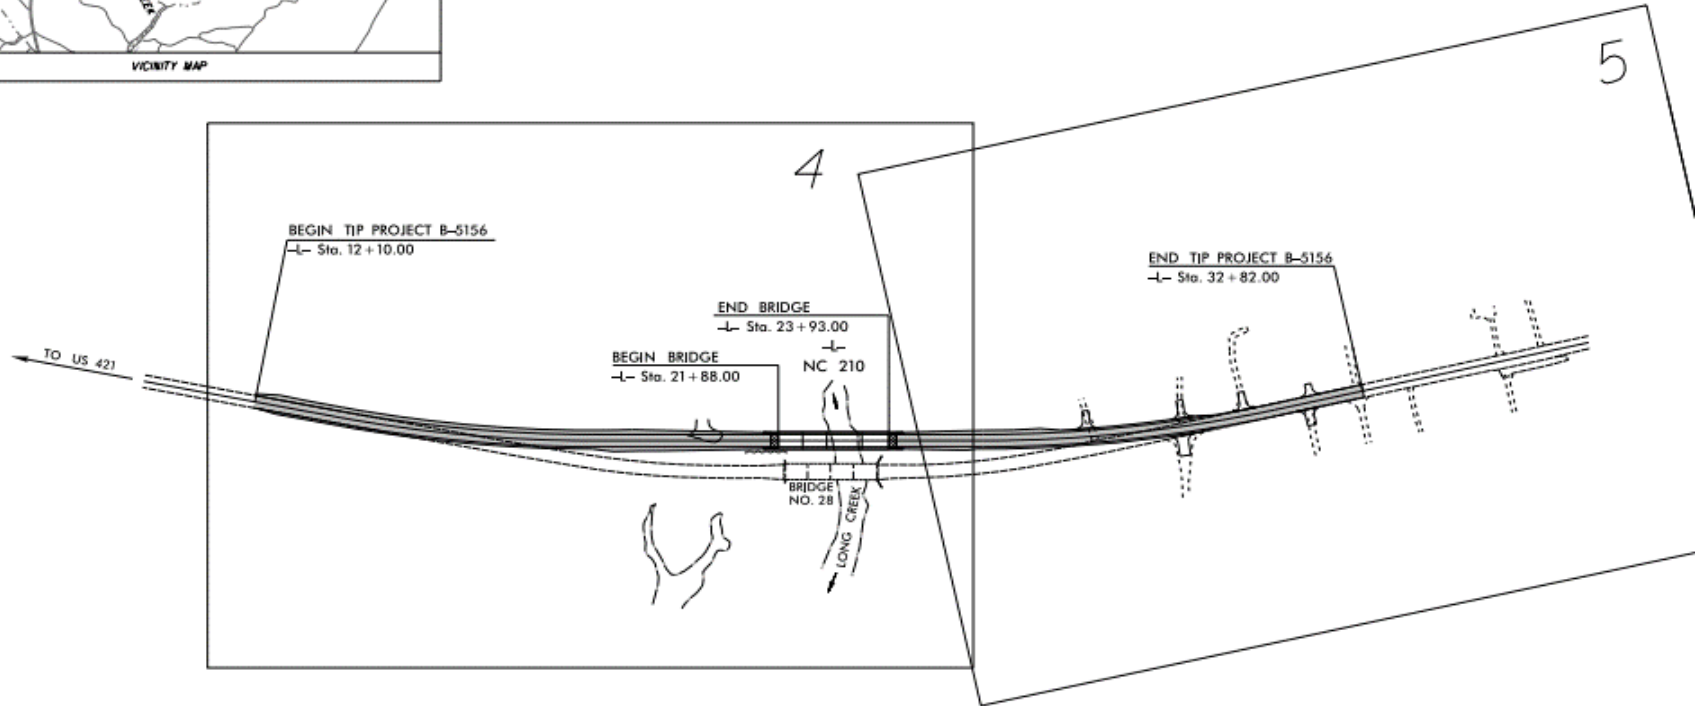 VICINITY MAP
5
4
BEGIN TIP PROJECT B-5156
-L- Sta. 12+10.00
END TIP PROJECT B-5156
-L- Sta. 32+82.00
END BRIDGE
-L- Sta. 23+93.00
-L-
NC 210
BEGIN BRIDGE
-L- Sta. 21+88.00
TO US 421
BRIDGE
NO. 28
LONG CREEK